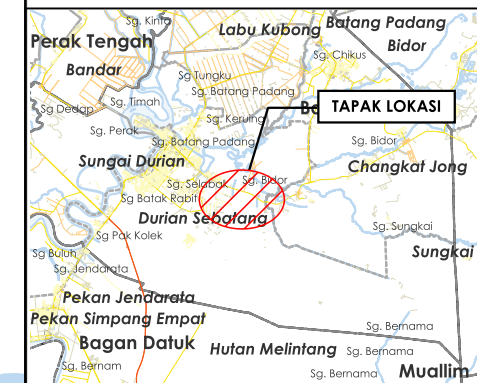 Sg. Kinta
Labu Kubong
Batang Padang
Perak Tengah
Bidor
Sg. Chikus
Bandar
Sg Tungku
Sg. Batang Padang
Sg. Timah
Sg Dedap
TAPAK LOKASI
Sg. Keruing
Sg. Perak
Sg. Batang Padang
Sg. Bidor
Sungai Durian
Changkat Jong
Sg. Selabak
Sg. Bidor
Sg Batak Rabit
Durian Sebatang
Sg. Sungkai
Sg Pak Kolek
Sungkai
Sg Buluh
Sg. Jendarata
Pekan Jendarata
Pekan Simpang Empat
Sg. Bernama
Bagan Datuk
Hutan Melintang
Sg. Bernama
Sg. Bernam
Sg. Bernama
Muallim